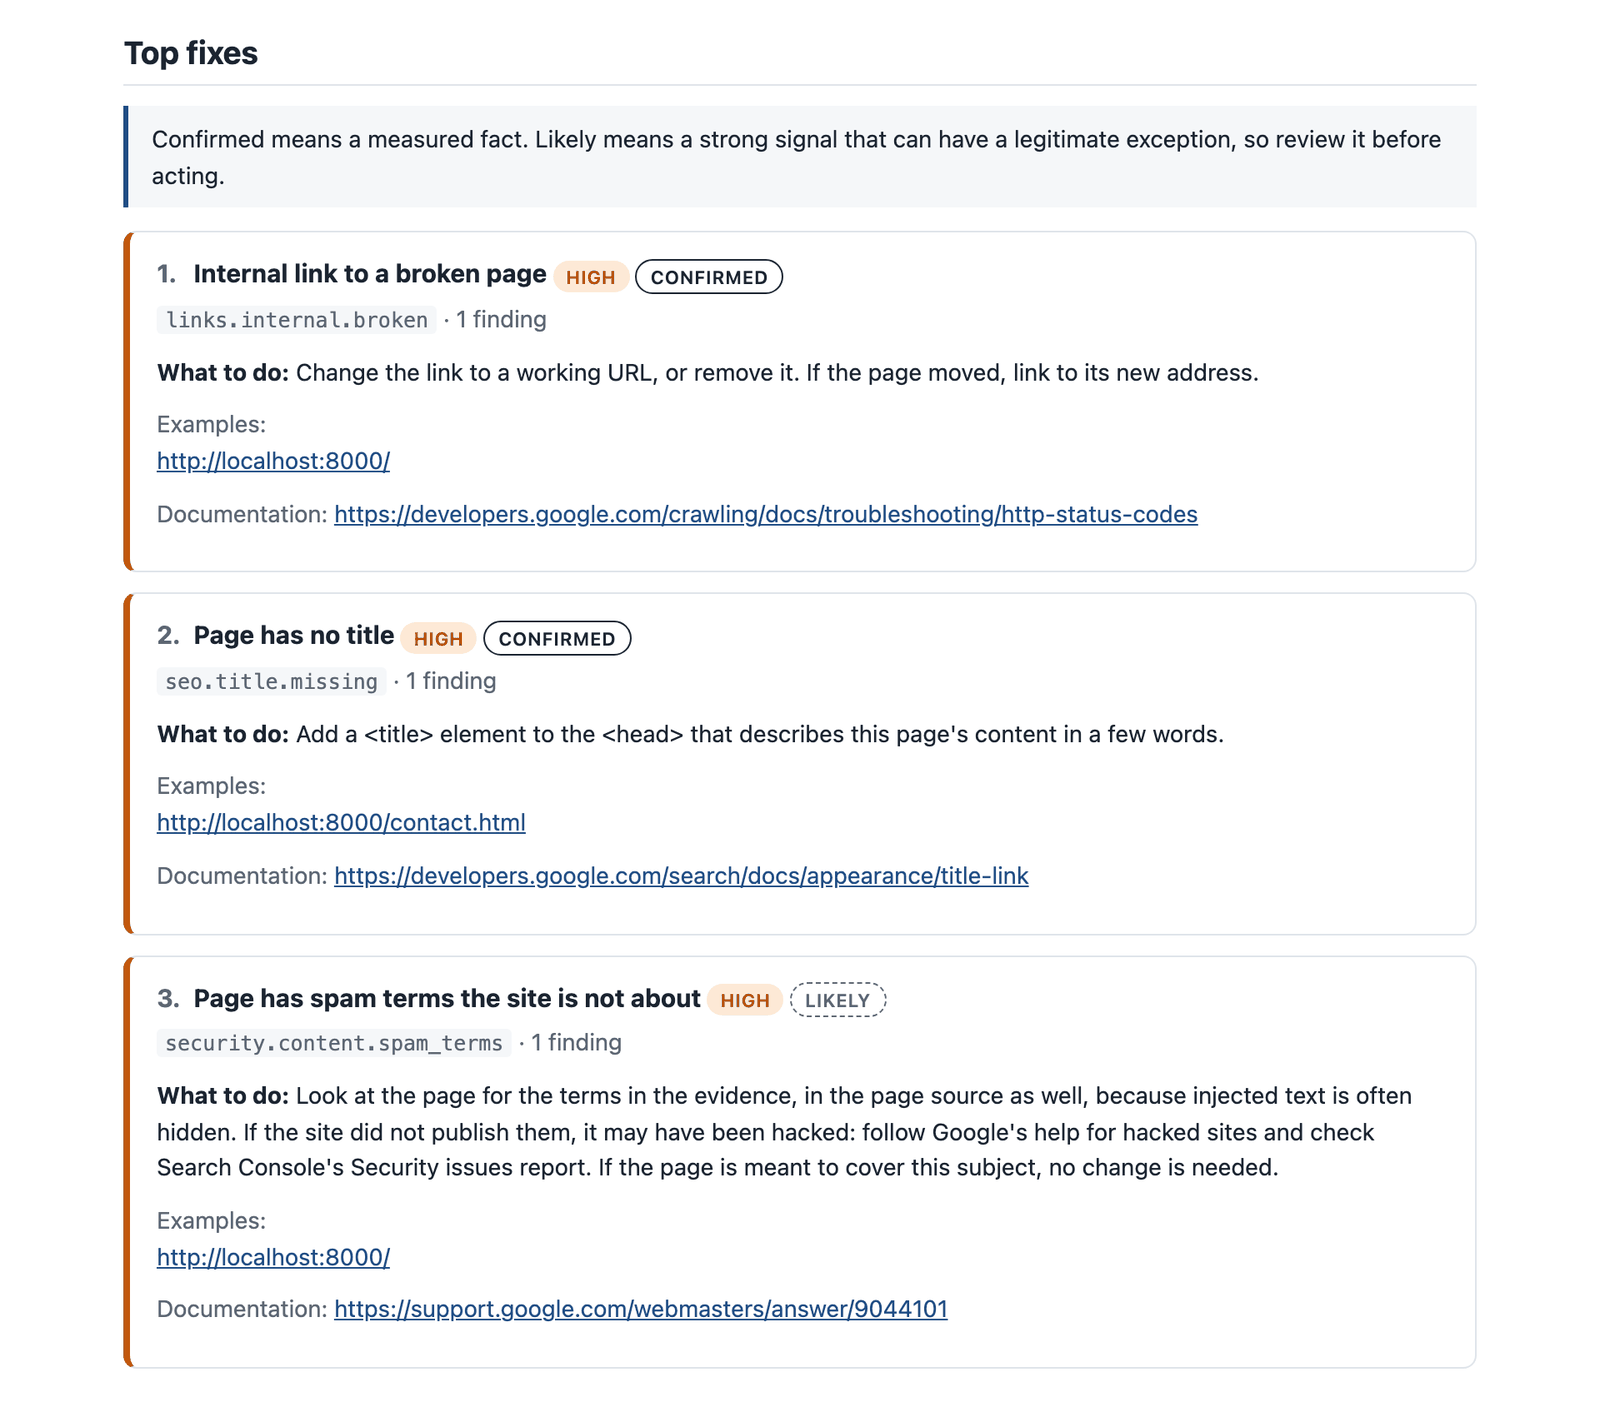 Top fixes
Confirmed means a measured fact. Likely means a strong signal that can have a legitimate exception, so review it before
acting.
1. Internal link to a broken page HIGH CONFIRMED
links.internal.broken · 1 finding
What to do: Change the link to a working URL, or remove it. If the page moved, link to its new address.
Examples:
http://localhost:8000/
Documentation: https://developers.google.com/crawling/docs/troubleshooting/http-status-codes
2. Page has no title HIGH CONFIRMED
seo.title.missing · 1 finding
What to do: Add a <title> element to the <head> that describes this page's content in a few words.
Examples:
http://localhost:8000/contact.html
Documentation: https://developers.google.com/search/docs/appearance/title-link
3. Page has spam terms the site is not about HIGH LIKELY
security.content.spam_terms · 1 finding
What to do: Look at the page for the terms in the evidence, in the page source as well, because injected text is often
hidden. If the site did not publish them, it may have been hacked: follow Google's help for hacked sites and check
Search Console's Security issues report. If the page is meant to cover this subject, no change is needed.
Examples:
http://localhost:8000/
Documentation: https://support.google.com/webmasters/answer/9044101